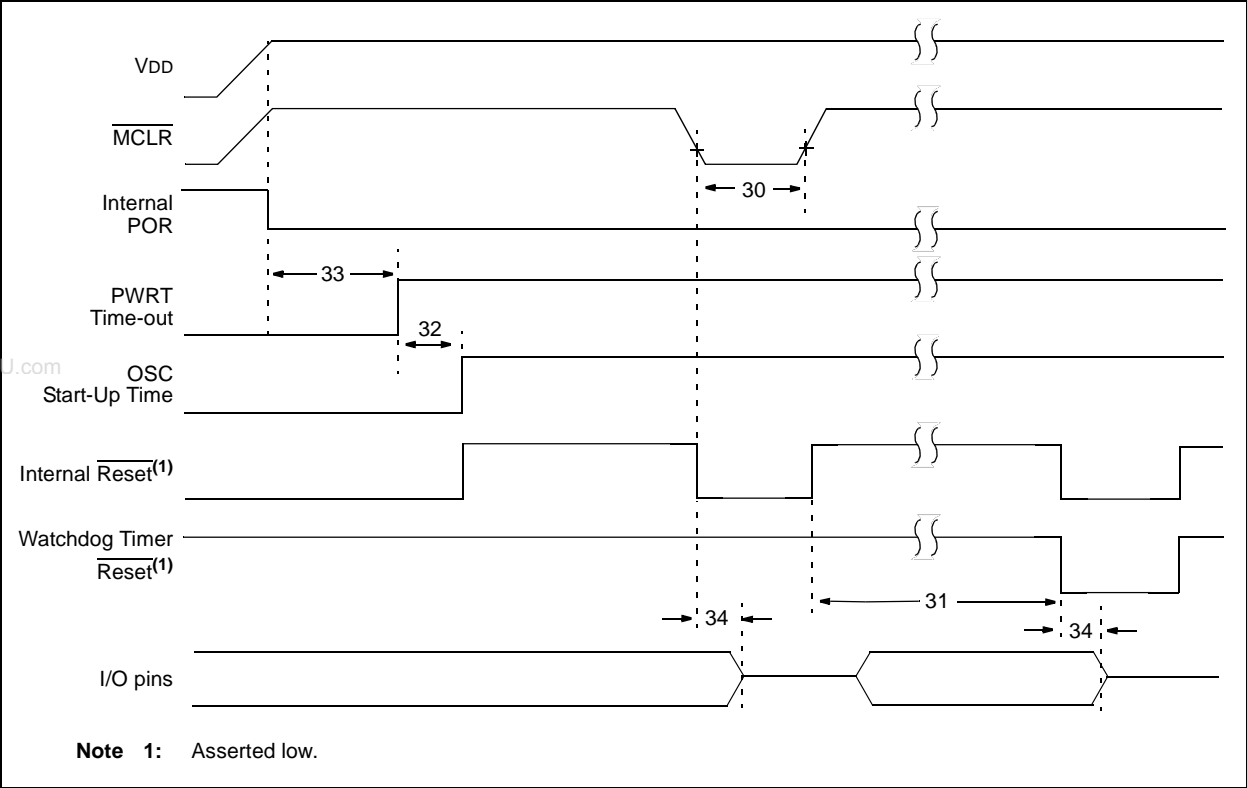 VDD
MCLR
30
Internal
POR
33
PWRT
Time-out
32
U.com
OSC
Start-Up Time
Internal Reset(1)
Watchdog Timer
Reset(1)
31
34
34
I/O pins
Note 1: Asserted low.